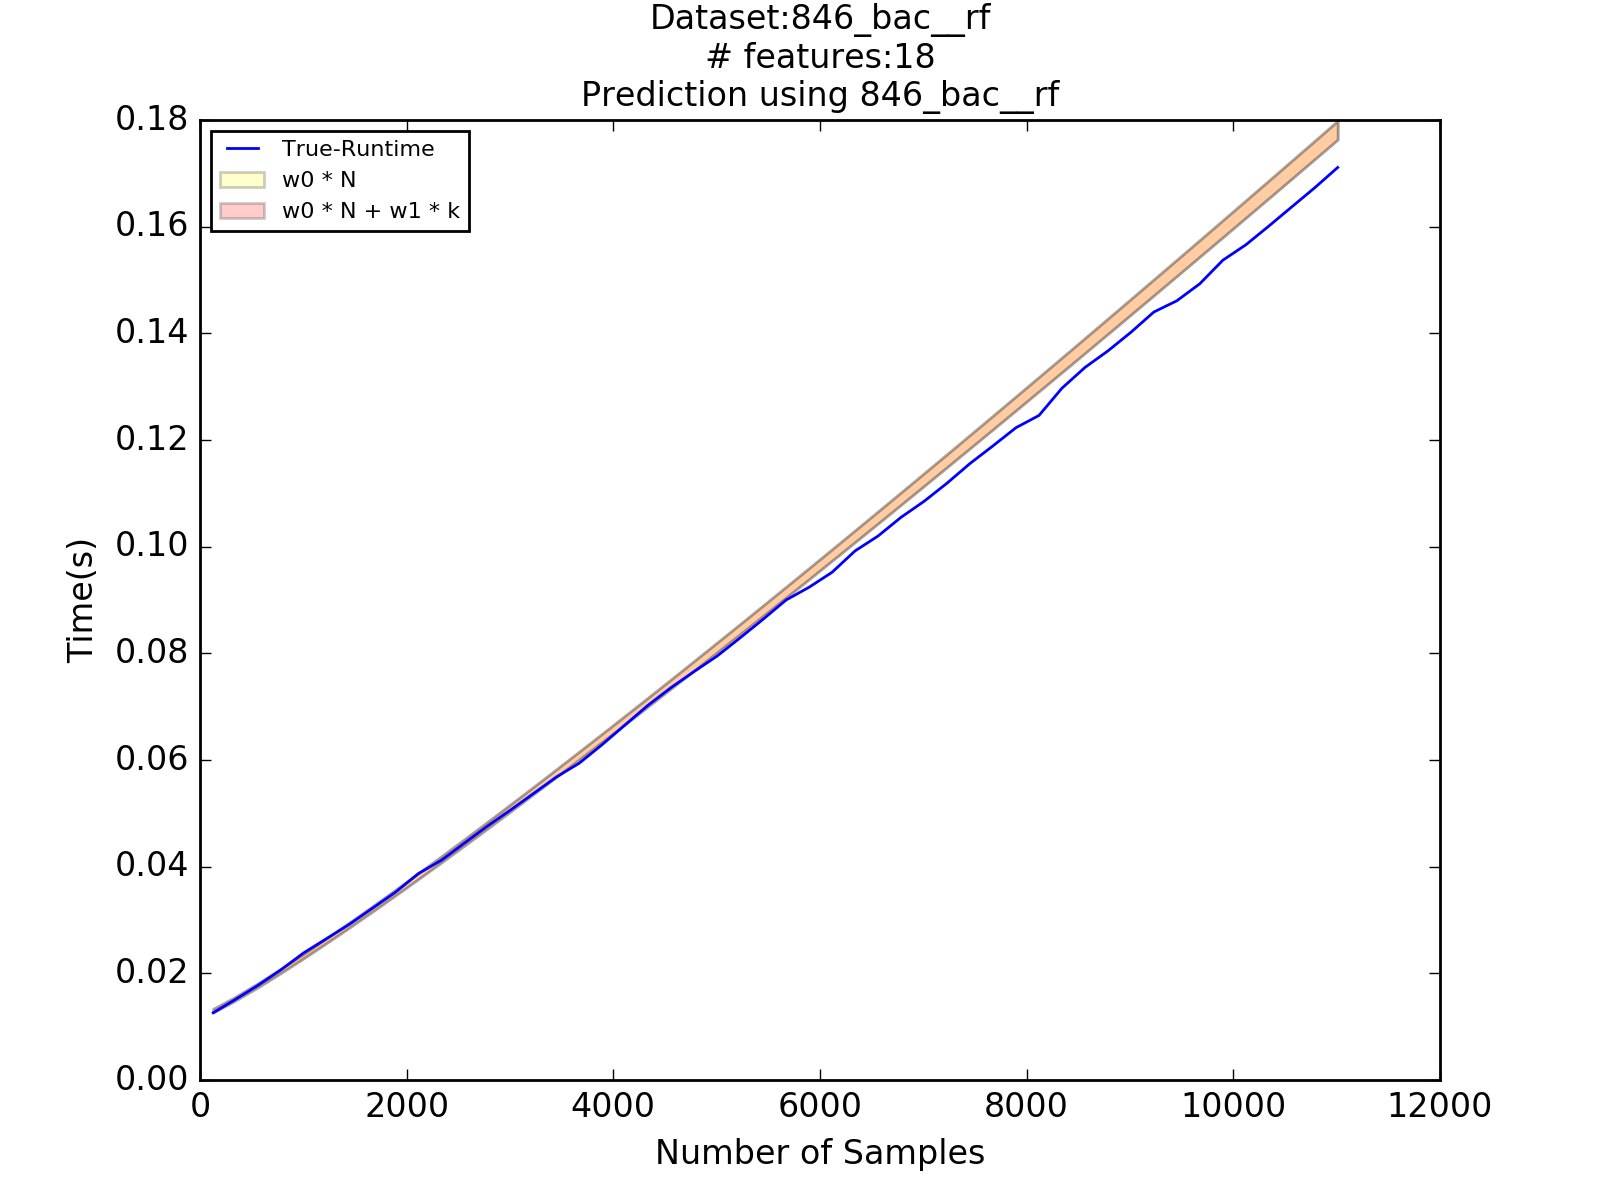 Dataset:846_bac__rf
# features:18
Prediction using 846_bac__rf
True-Runtime
w0 * N
w0 * N + w1 * k
0.18
0.16
0.14
0.12
0.10
0.08
0.06
0.04
0.02
0.00
Time(s)
0 2000 4000 6000 8000 10000 12000
Number of Samples